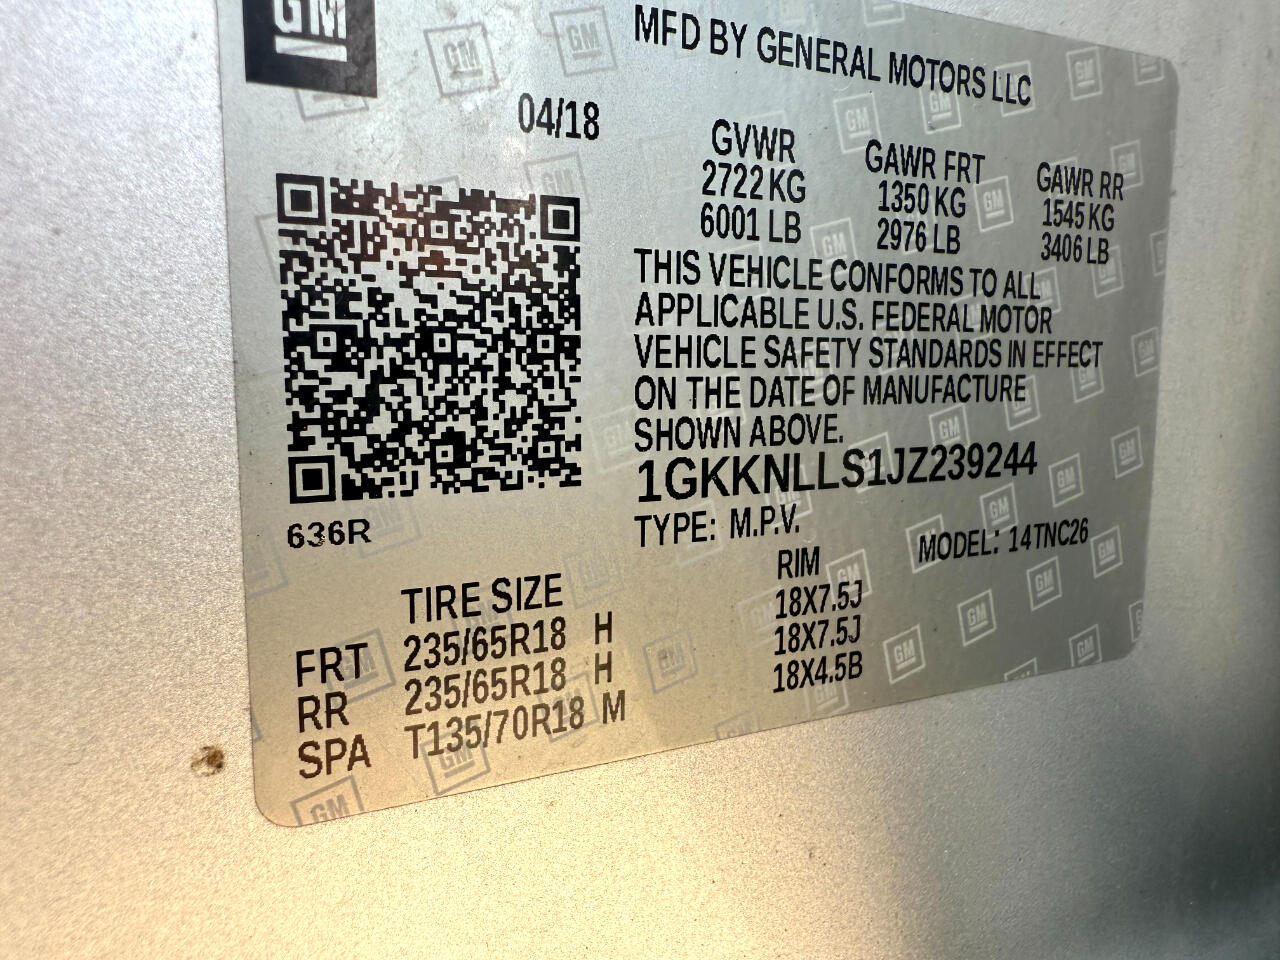 GM
MFD BY GENERAL MOTORS LLC
04/18
GVWR GAWR FRT GAWR RR
2722 KG 1350 KG 1545 KG
6001 LB 2976 LB 3406 LB
THIS VEHICLE CONFORMS TO ALL
APPLICABLE U.S. FEDERAL MOTOR
VEHICLE SAFETY STANDARDS IN EFFECT
ON THE DATE OF MANUFACTURE
SHOWN ABOVE.
1GKKNLLS1JZ239244
636R
TYPE: M.P.V. MODEL: 14TNC26
TIRE SIZE RIM
FRT 235/65R18 H 18X7.5J
RR 235/65R18 H 18X7.5J
SPA T135/70R18 M 18X4.5B